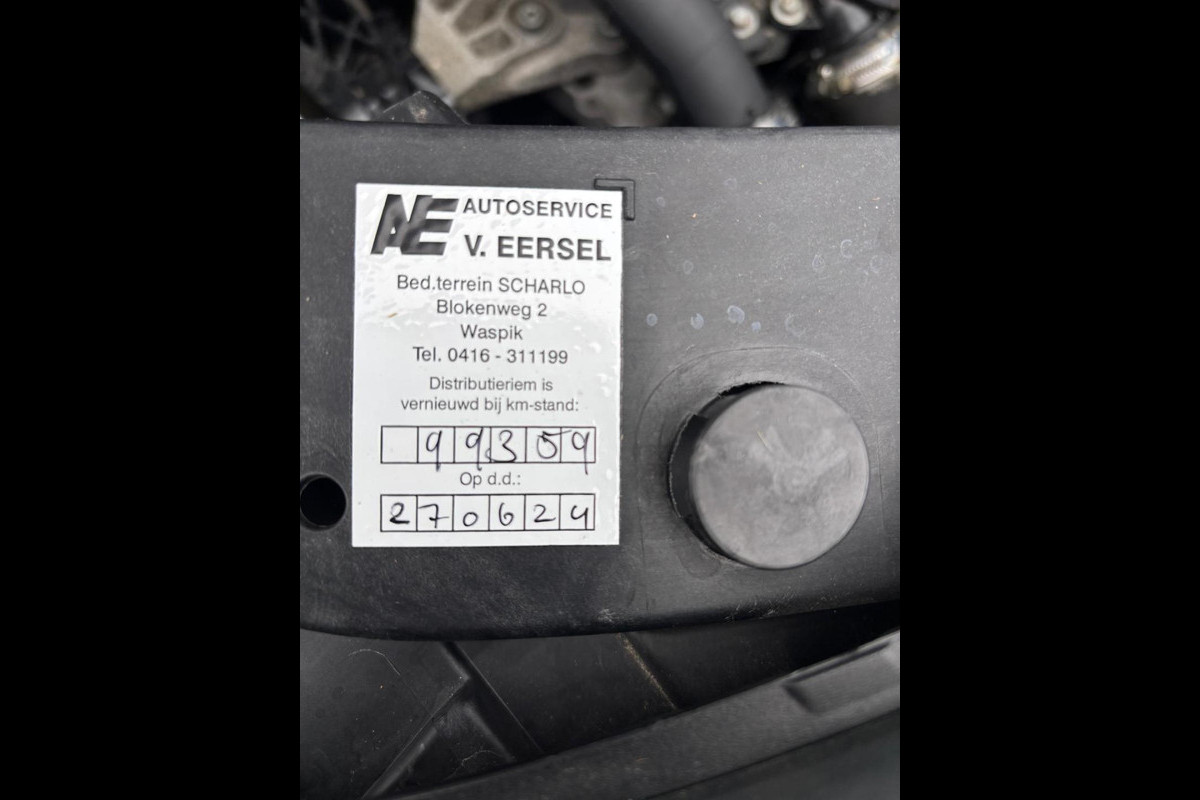 AE AUTOSERVICE
V. EERSEL
Bed.terrein SCHARLO
Blokenweg 2
Waspik
Tel. 0416 - 311199
Distributieriem is
vernieuwd bij km-stand:
99359
Op d.d.:
270624